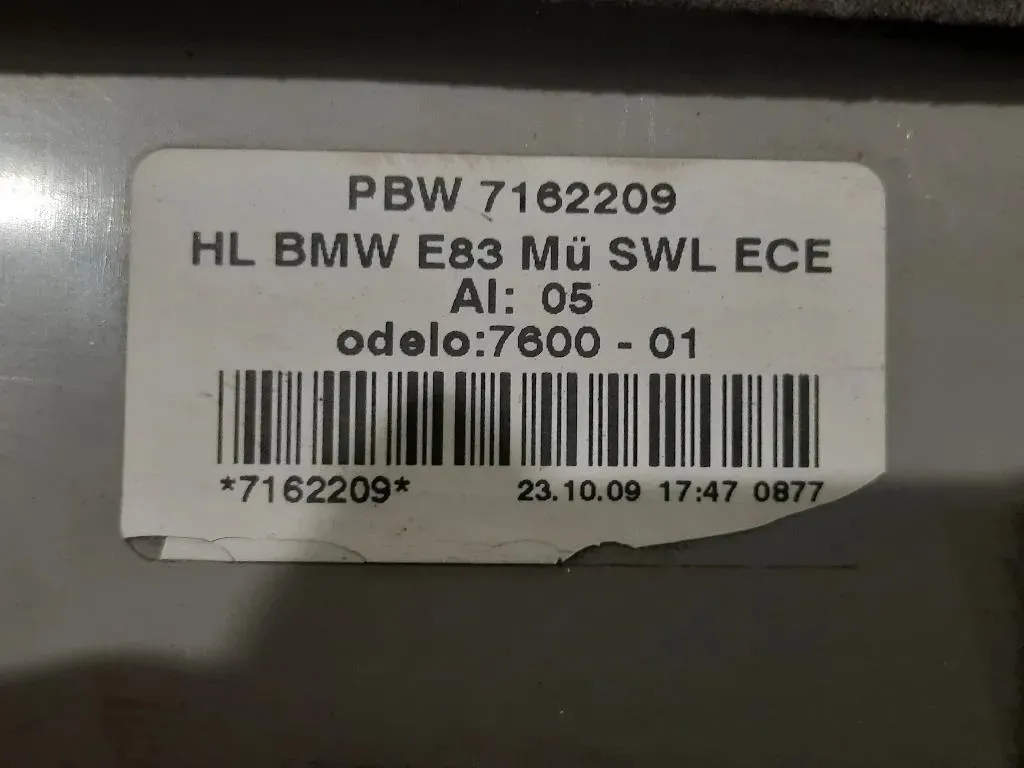 PBW 7162209
HL BMW E83 Mü SWL ECE
AI: 05
odelo:7600 - 01
*7162209* 23.10.09 17:47 0877